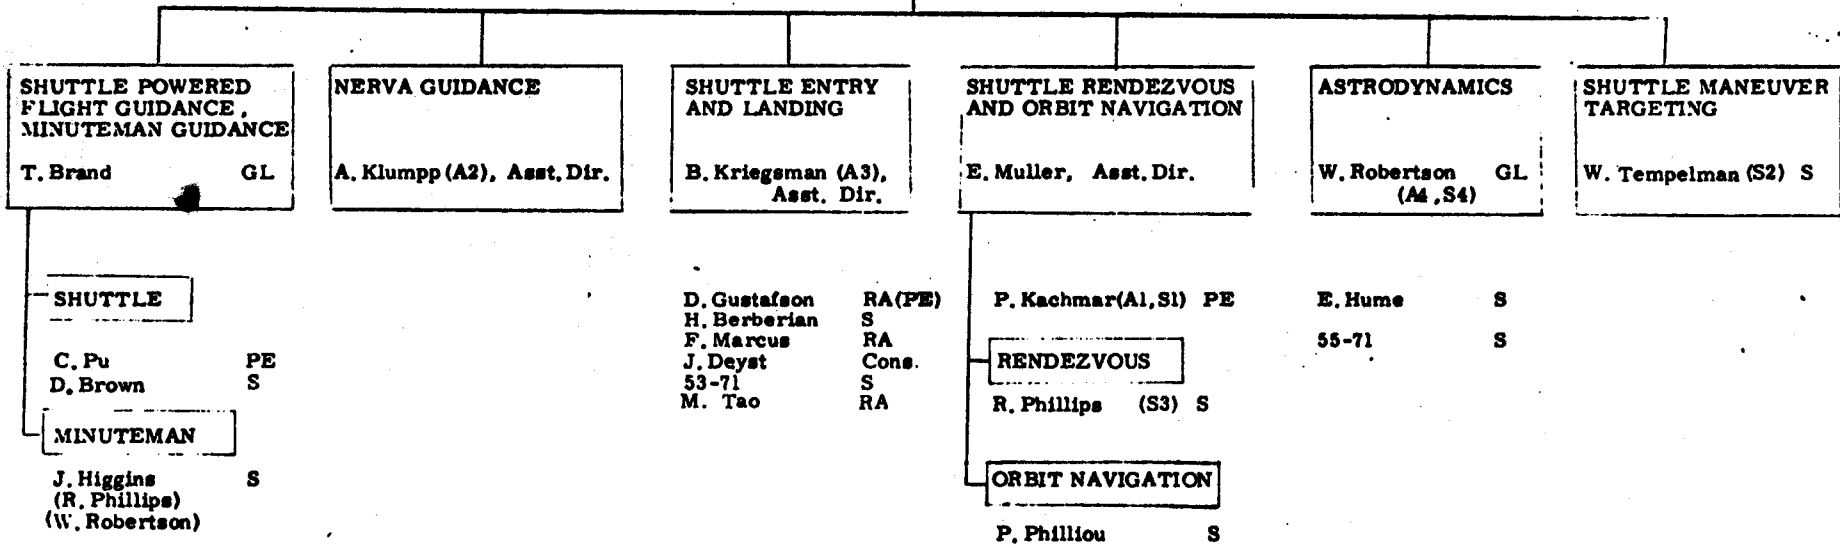 SHUTTLE POWERED
FLIGHT GUIDANCE,
MINUTEMAN GUIDANCE
T. Brand GL
SHUTTLE
C. Pu PE
D. Brown S
MINUTEMAN
J. Higgins S
(R. Phillips)
(W. Robertson)
NERVA GUIDANCE
A. Klumpp (A2), Asst. Dir.
SHUTTLE ENTRY
AND LANDING
B. Kriegsman (A3),
Asst. Dir.
D. Gustafson RA(PE)
H. Berberian S
F. Marcus RA
J. Deyst Cons.
53-71 S
M. Tao RA
SHUTTLE RENDEZVOUS
AND ORBIT NAVIGATION
E. Muller, Asst. Dir.
P. Kachmar(A1,S1) PE
RENDEZVOUS
R. Phillips (S3) S
ORBIT NAVIGATION
P. Philliou S
ASTRODYNAMICS
W. Robertson GL
(A4,S4)
E. Hume S
55-71 S
SHUTTLE MANEUVER
TARGETING
W. Tempelman (S2) S